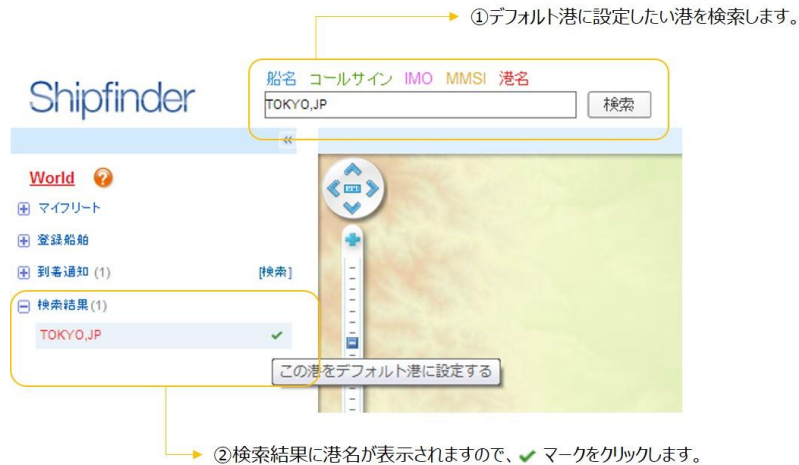 ①デフォルト港に設定したい港を検索します。
船名 コールサイン IMO MMSI 港名
Shipfinder
TOKYO,JP 検索
«
World ?
マイフリート
登録船舶
到着通知 (1) [検索]
検索結果(1)
TOKYO,JP ✓
この港をデフォルト港に設定する
②検索結果に港名が表示されますので、✓ マークをクリックします。